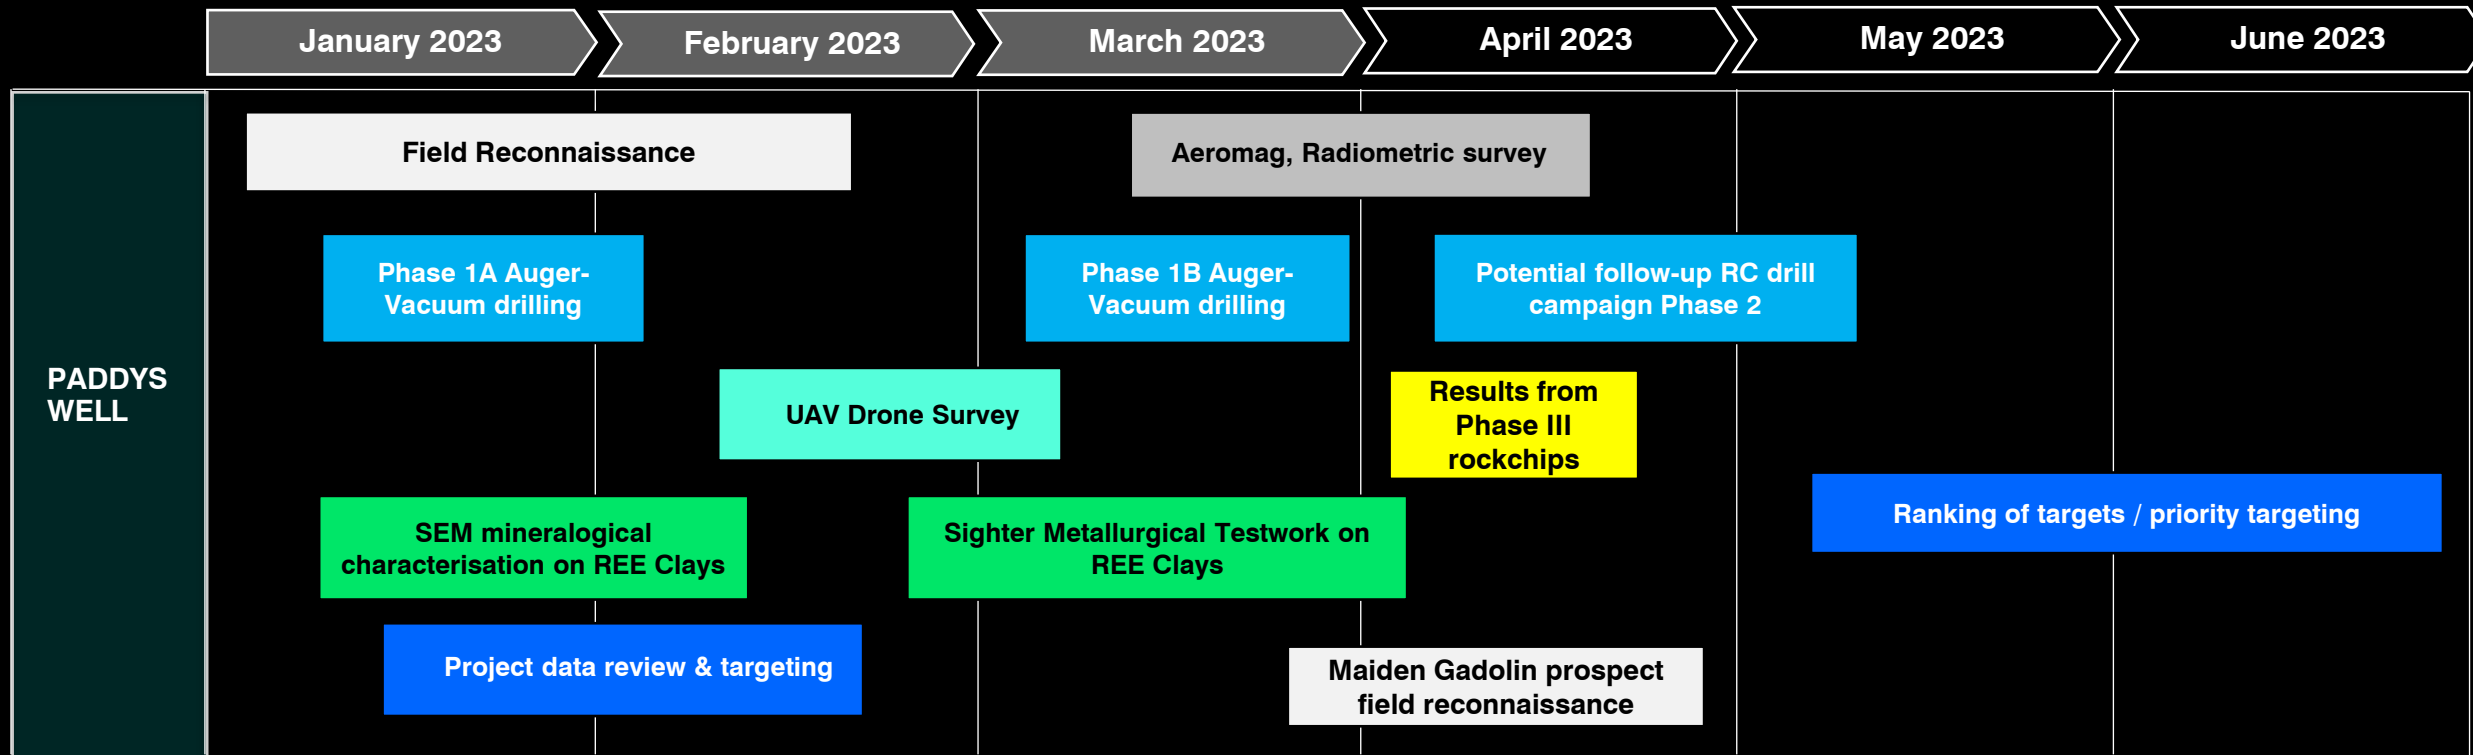 January 2023
February 2023
March 2023
April 2023
May 2023
June 2023
PADDYS
WELL
Field Reconnaissance
Aeromag, Radiometric survey
Phase 1A Auger-
Vacuum drilling
Phase 1B Auger-
Vacuum drilling
Potential follow-up RC drill
campaign Phase 2
UAV Drone Survey
Results from
Phase III
rockchips
SEM mineralogical
characterisation on REE Clays
Sighter Metallurgical Testwork on
REE Clays
Ranking of targets / priority targeting
Project data review & targeting
Maiden Gadolin prospect
field reconnaissance